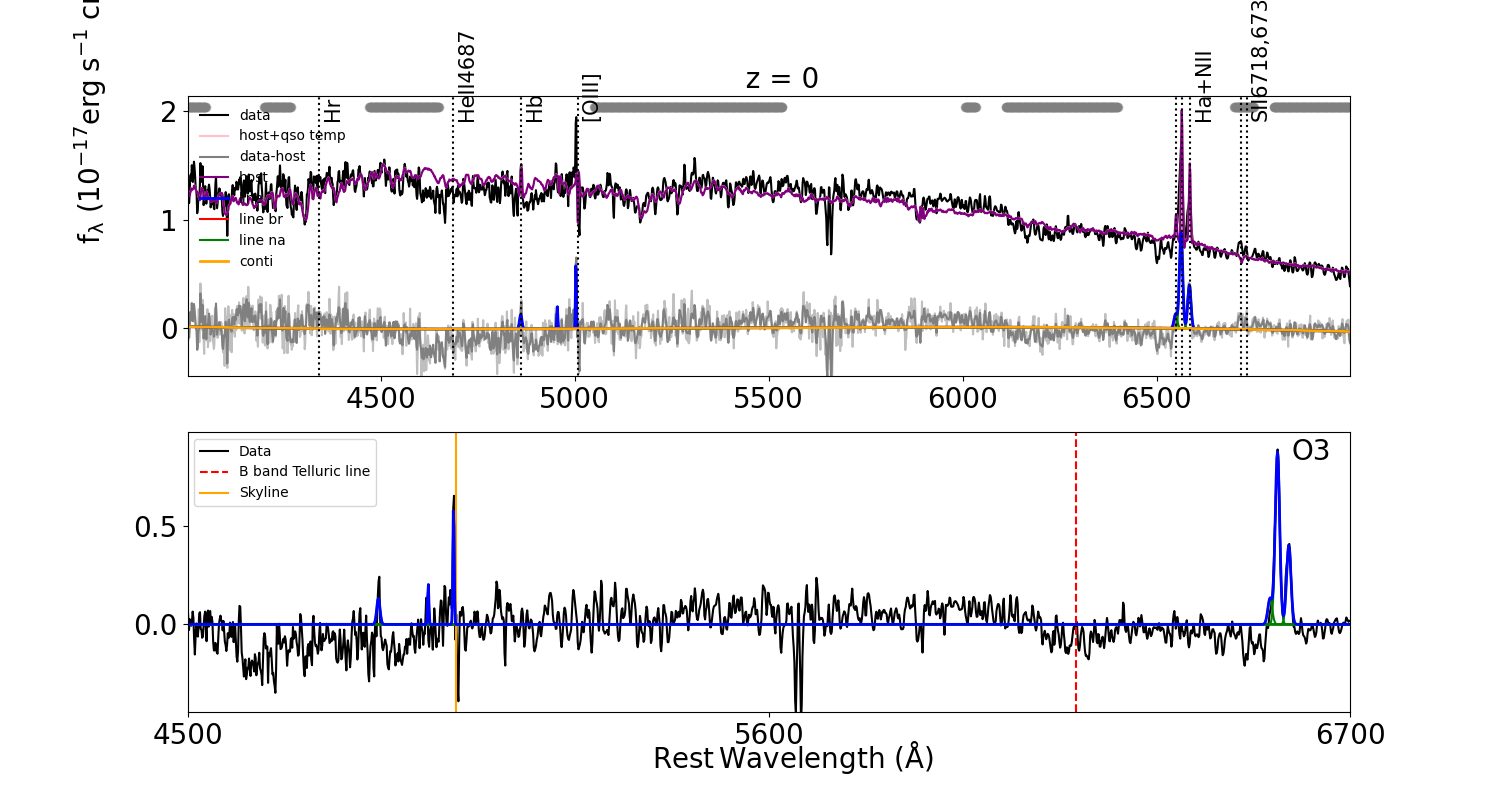 z = 0
Hr
HeII4687
Hb
[OIII]
Ha+NII
SII6718,673
f_λ (10^−17 erg s^−1 c
data
host+qso temp
data-host
host
line br
line na
conti
2
1
0
4500 5000 5500 6000 6500
Data
B band Telluric line
Skyline
O3
0.5
0.0
4500 5600 6700
Rest Wavelength (Å)